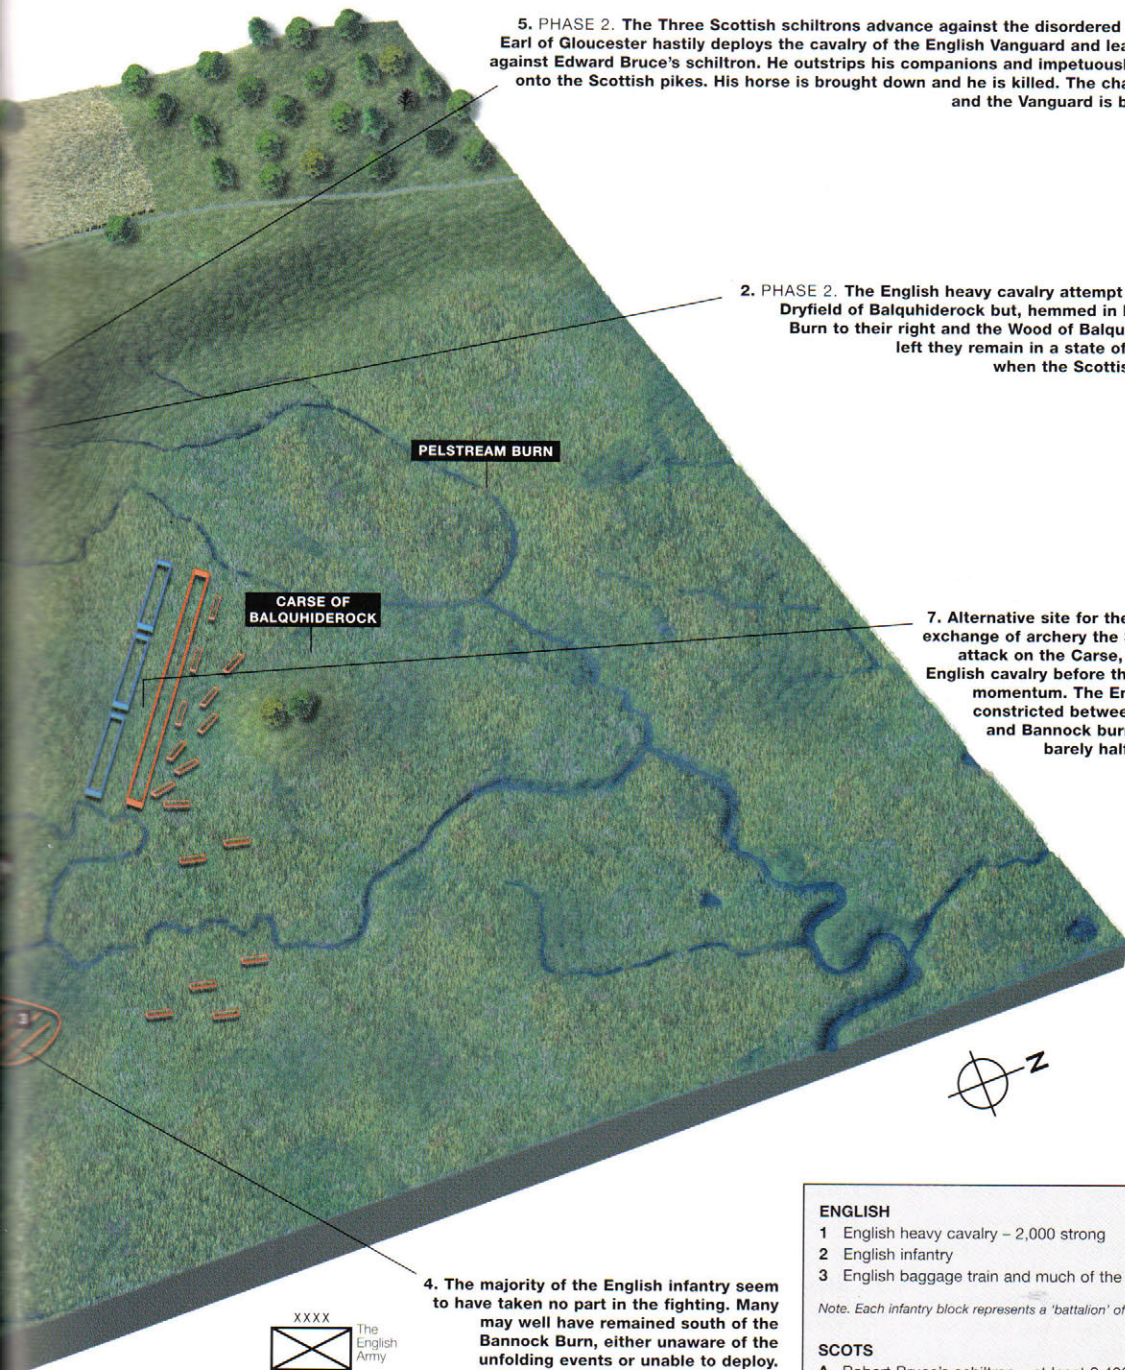 5. PHASE 2. The Three Scottish schiltrons advance against the disordered
Earl of Gloucester hastily deploys the cavalry of the English Vanguard and
against Edward Bruce's schiltron. He outstrips his companions and
onto the Scottish pikes. His horse is brought down and he is killed. The
and the Vanguard is
2. PHASE 2. The English heavy cavalry attempt
Dryfield of Balquhiderock but, hemmed in
Burn to their right and the Wood of
left they remain in a state of
when the
PELSTREAM BURN
CARSE OF
BALQUHIDEROCK
7. Alternative site for the
exchange of archery the
attack on the Carse,
English cavalry before
momentum. The
constricted
and Bannock
barely
3
N
4. The majority of the English infantry seem
to have taken no part in the fighting. Many
may well have remained south of the
Bannock Burn, either unaware of the
unfolding events or unable to deploy.
XXXX
The
English
Army
ENGLISH
1 English heavy cavalry – 2,000 strong
2 English infantry
3 English baggage train and much of the
Note. Each infantry block represents a 'battalion' of
SCOTS